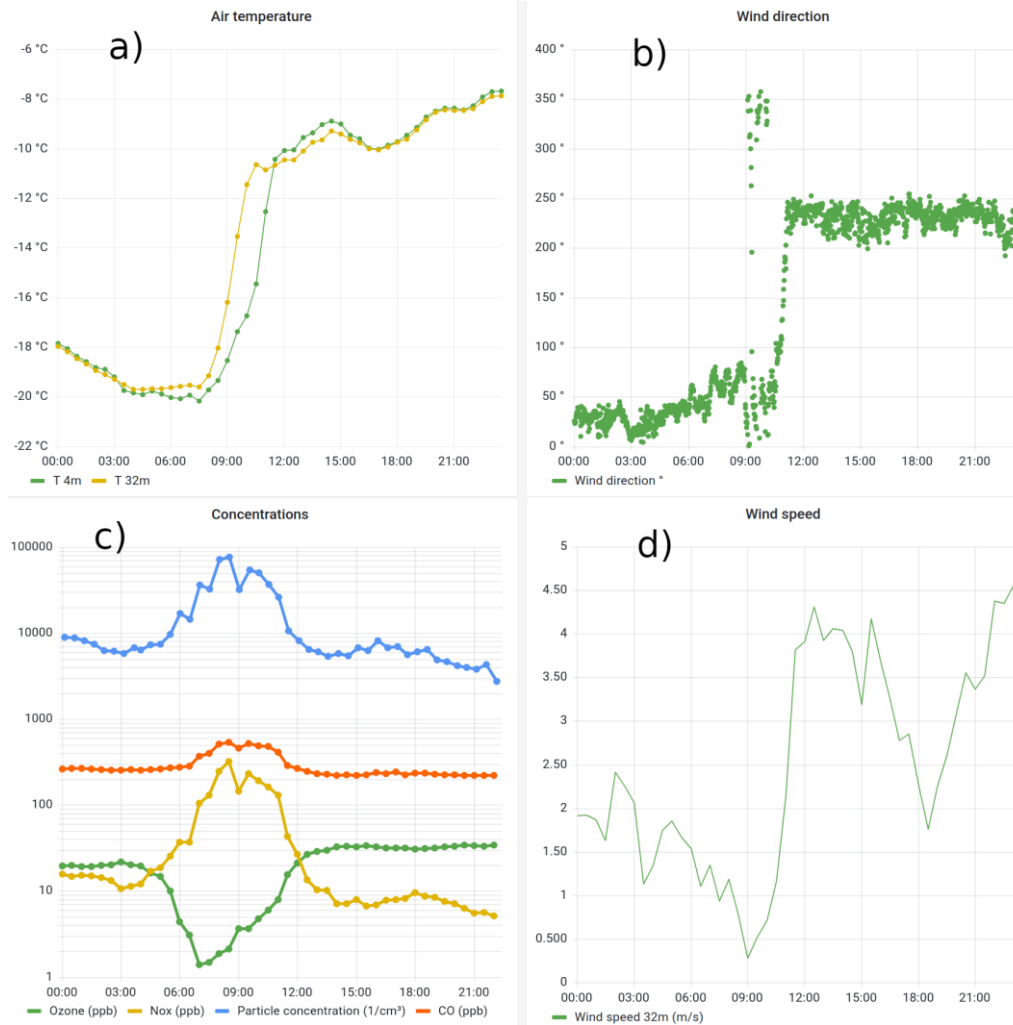 Air temperature
a)
-6 °C
-8 °C
-10 °C
-12 °C
-14 °C
-16 °C
-18 °C
-20 °C
-22 °C
00:00 03:00 06:00 09:00 12:00 15:00 18:00 21:00
T 4m T 32m
Wind direction
b)
400 °
350 °
300 °
250 °
200 °
150 °
100 °
50 °
0 °
00:00 03:00 06:00 09:00 12:00 15:00 18:00 21:00
Wind direction °
Concentrations
c)
100000
10000
1000
100
10
1
00:00 03:00 06:00 09:00 12:00 15:00 18:00 21:00
Ozone (ppb) Nox (ppb) Particle concentration (1/cm³) CO (ppb)
Wind speed
d)
5
4.50
4
3.50
3
2.50
2
1.50
1
0.500
0
00:00 03:00 06:00 09:00 12:00 15:00 18:00 21:00
Wind speed 32m (m/s)